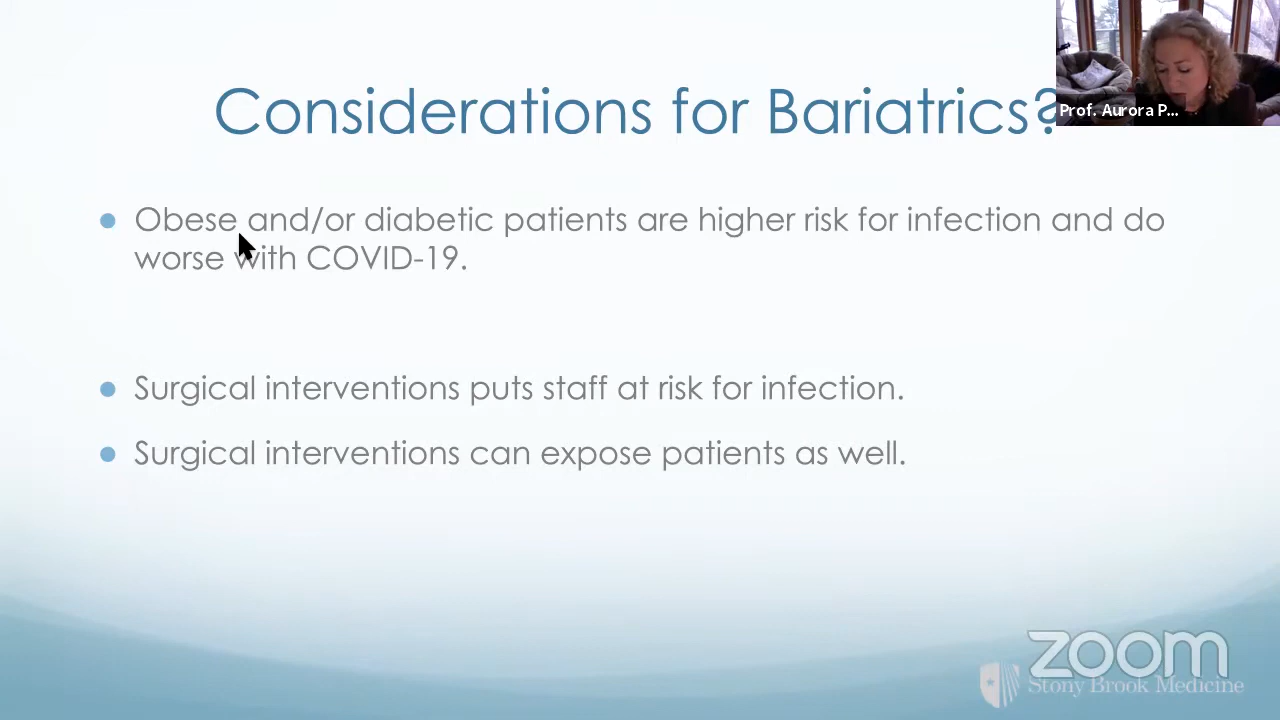 Considerations for Bariatrics?
Prof. Aurora P...
Obese and/or diabetic patients are higher risk for infection and do
worse with COVID-19.
Surgical interventions puts staff at risk for infection.
Surgical interventions can expose patients as well.
zoom
Stony Brook Medicine